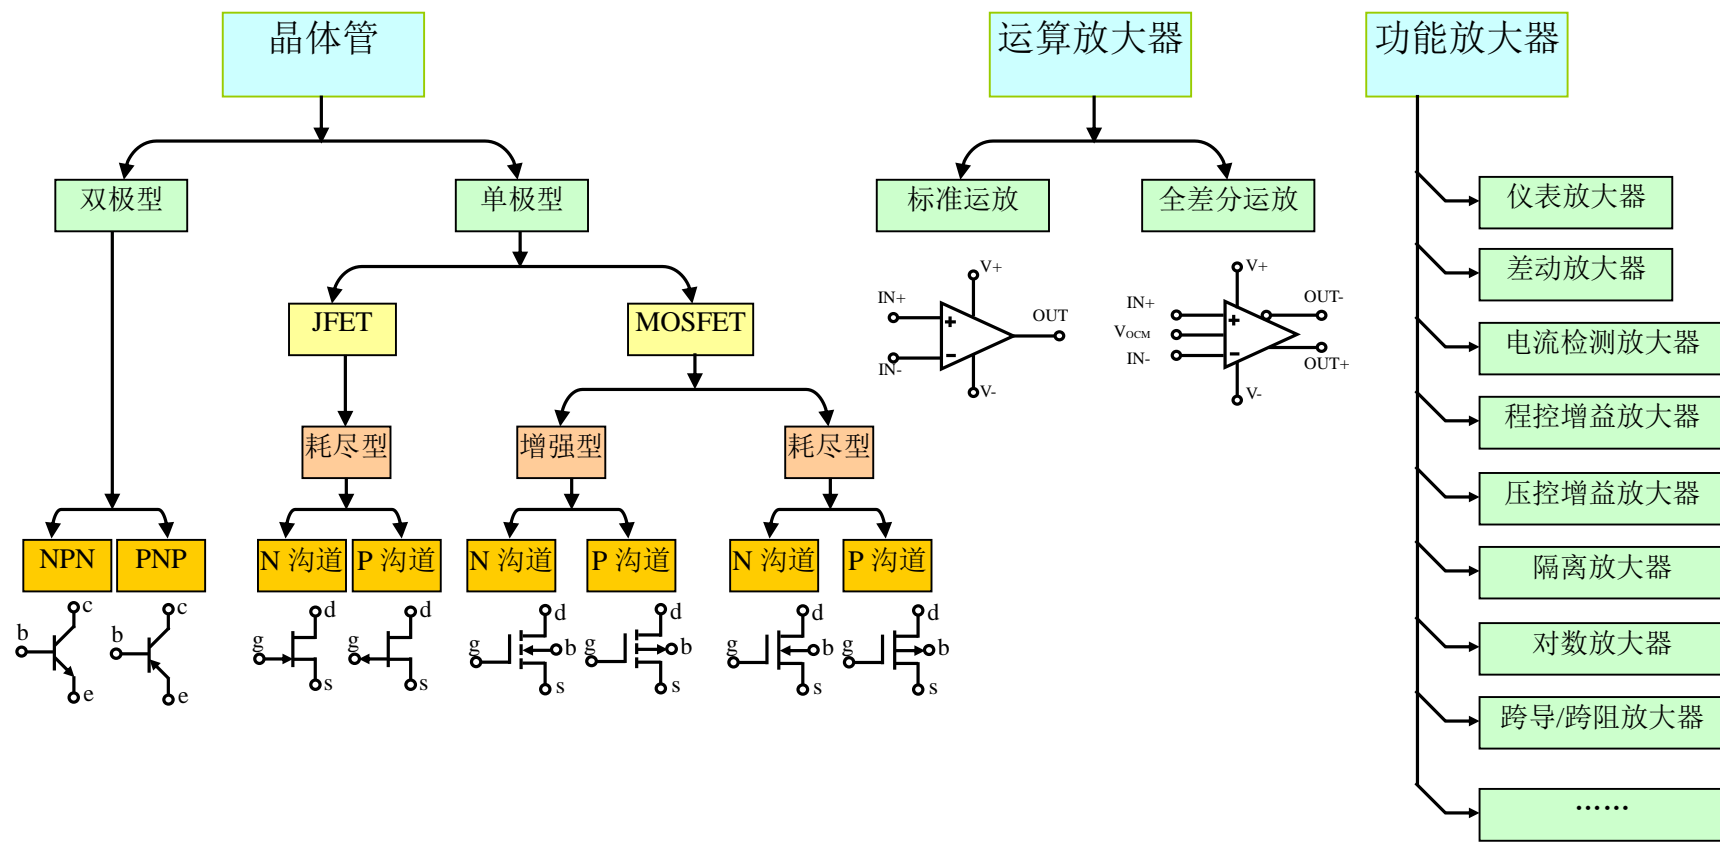 晶体管
运算放大器
功能放大器
双极型
单极型
标准运放
全差分运放
仪表放大器
差动放大器
电流检测放大器
程控增益放大器
压控增益放大器
隔离放大器
对数放大器
跨导/跨阻放大器
……
JFET
MOSFET
耗尽型
增强型
耗尽型
NPN
PNP
N 沟道
P 沟道
N 沟道
P 沟道
N 沟道
P 沟道
V+
IN+
OUT
IN-
V-
V+
IN+
OUT-
VOCM
IN-
OUT+
V-
c
b
e
c
b
e
d
g
s
d
g
s
d
g
b
s
d
g
b
s
d
g
b
s
d
g
b
s